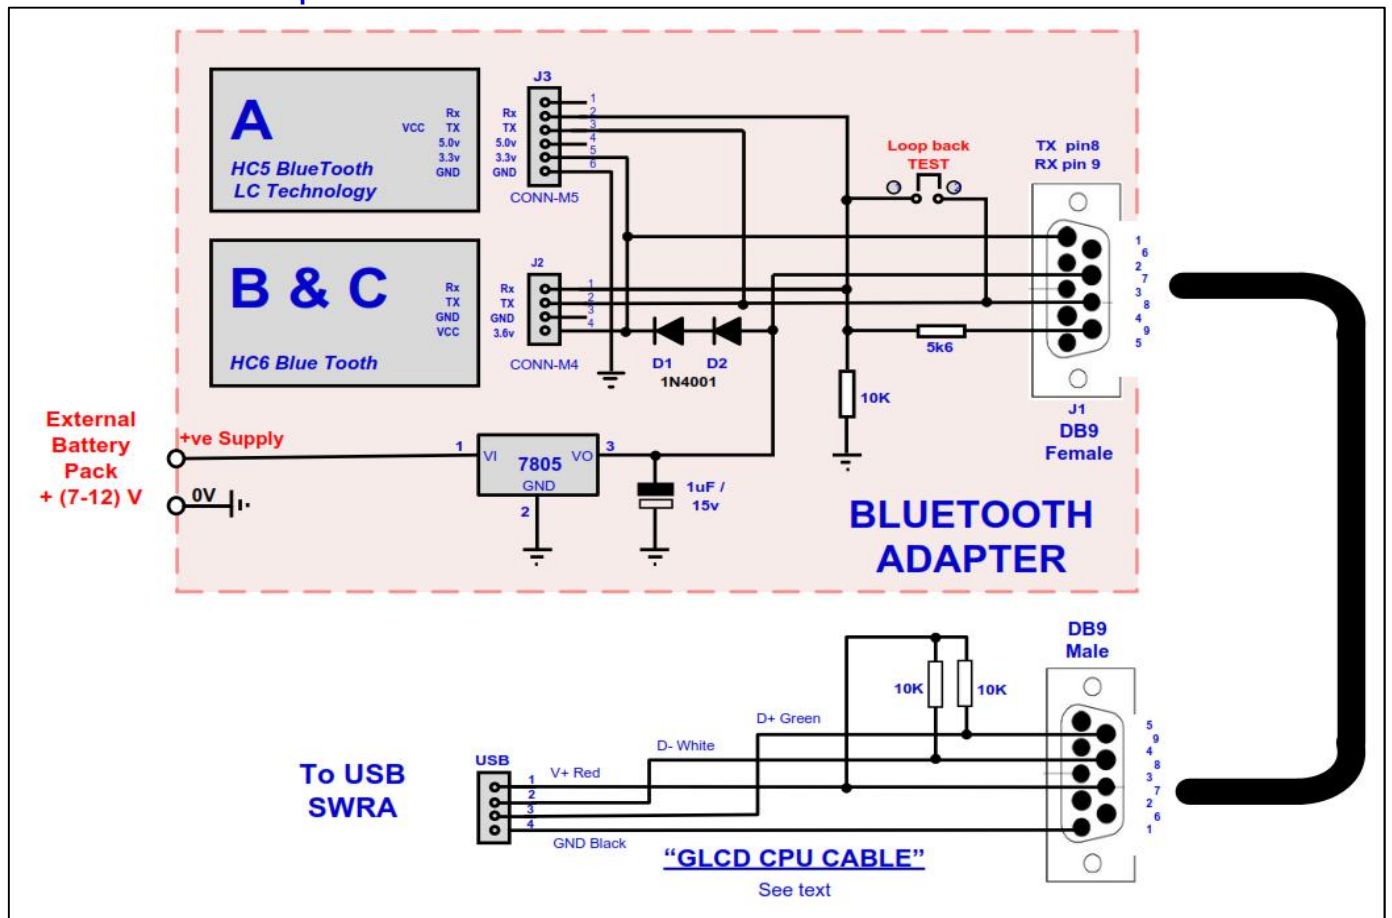 A
HC5 BlueTooth
LC Technology
Rx
VCC TX
5.0v
3.3v
GND
J3
Rx
TX
5.0v
3.3v
GND
1
2
3
4
5
6
CONN-M5
B & C
HC6 Blue Tooth
Rx
TX
GND
VCC
J2
Rx
TX
GND
3.6v
1
2
3
4
CONN-M4
D1 D2
1N4001
Loop back
TEST
1 2
TX pin8
RX pin 9
1
6
2
7
3
8
4
9
5
5k6
10K
J1
DB9
Female
External
Battery
Pack
+ (7-12) V
+ve Supply
0V
1
VI
7805
VO
3
GND
2
1uF /
15v
BLUETOOTH
ADAPTER
DB9
Male
10K 10K
5
9
4
8
3
7
2
6
1
D+ Green
D- White
V+ Red
GND Black
USB
1
2
3
4
To USB
SWRA
“GLCD CPU CABLE”
See text